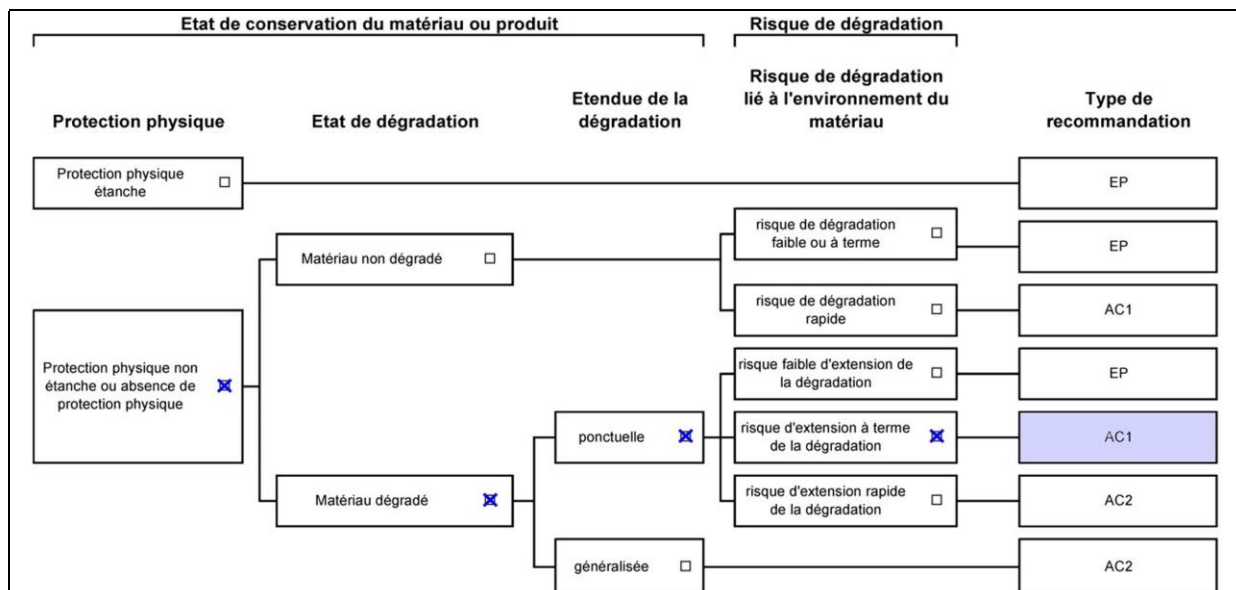 Etat de conservation du matériau ou produit
Risque de dégradation
Protection physique
Etat de dégradation
Etendue de la
dégradation
Risque de dégradation
lié à l'environnement du
matériau
Type de
recommandation
Protection physique
étanche
EP
Matériau non dégradé
risque de dégradation
faible ou à terme
EP
risque de dégradation
rapide
AC1
Protection physique non
étanche ou absence de
protection physique
risque faible d'extension de
la dégradation
EP
ponctuelle
risque d'extension à terme
de la dégradation
AC1
Matériau dégradé
risque d'extension rapide
de la dégradation
AC2
généralisée
AC2